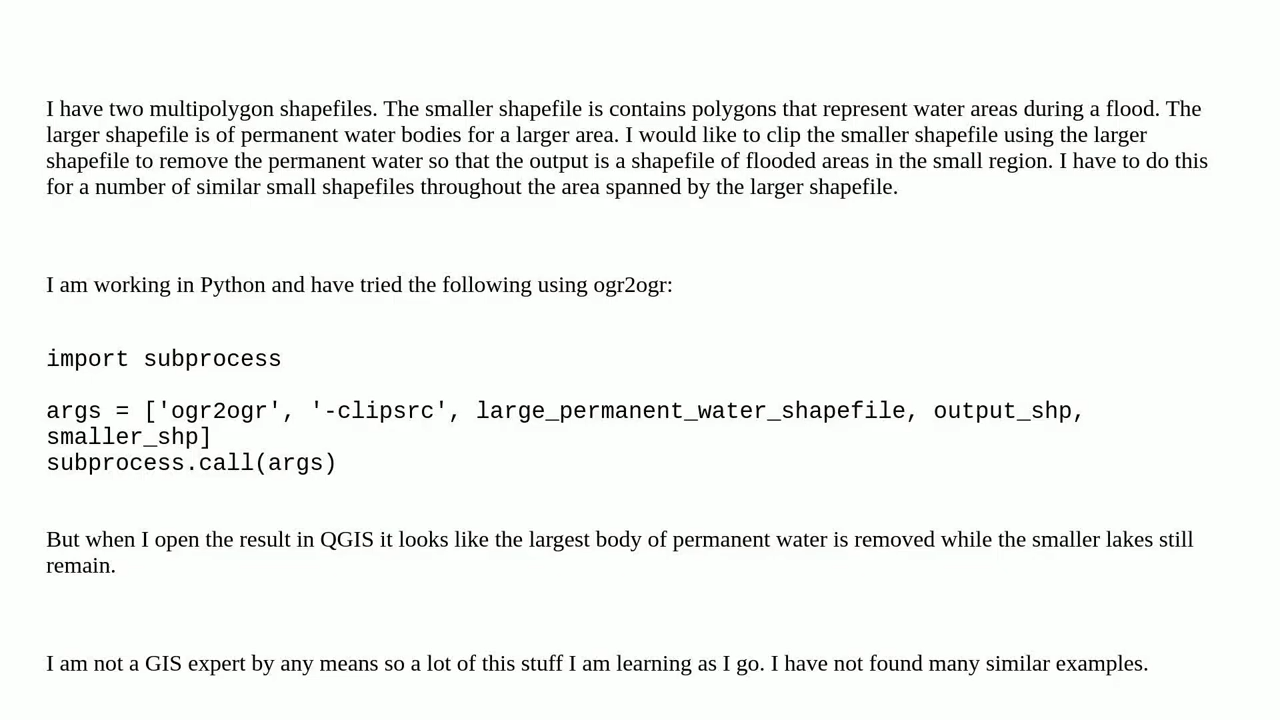 I have two multipolygon shapefiles. The smaller shapefile is contains polygons that represent water areas during a flood. The
larger shapefile is of permanent water bodies for a larger area. I would like to clip the smaller shapefile using the larger
shapefile to remove the permanent water so that the output is a shapefile of flooded areas in the small region. I have to do this
for a number of similar small shapefiles throughout the area spanned by the larger shapefile.
I am working in Python and have tried the following using ogr2ogr:
import subprocess
args = ['ogr2ogr', '-clipsrc', large_permanent_water_shapefile, output_shp,
smaller_shp]
subprocess.call(args)
But when I open the result in QGIS it looks like the largest body of permanent water is removed while the smaller lakes still
remain.
I am not a GIS expert by any means so a lot of this stuff I am learning as I go. I have not found many similar examples.